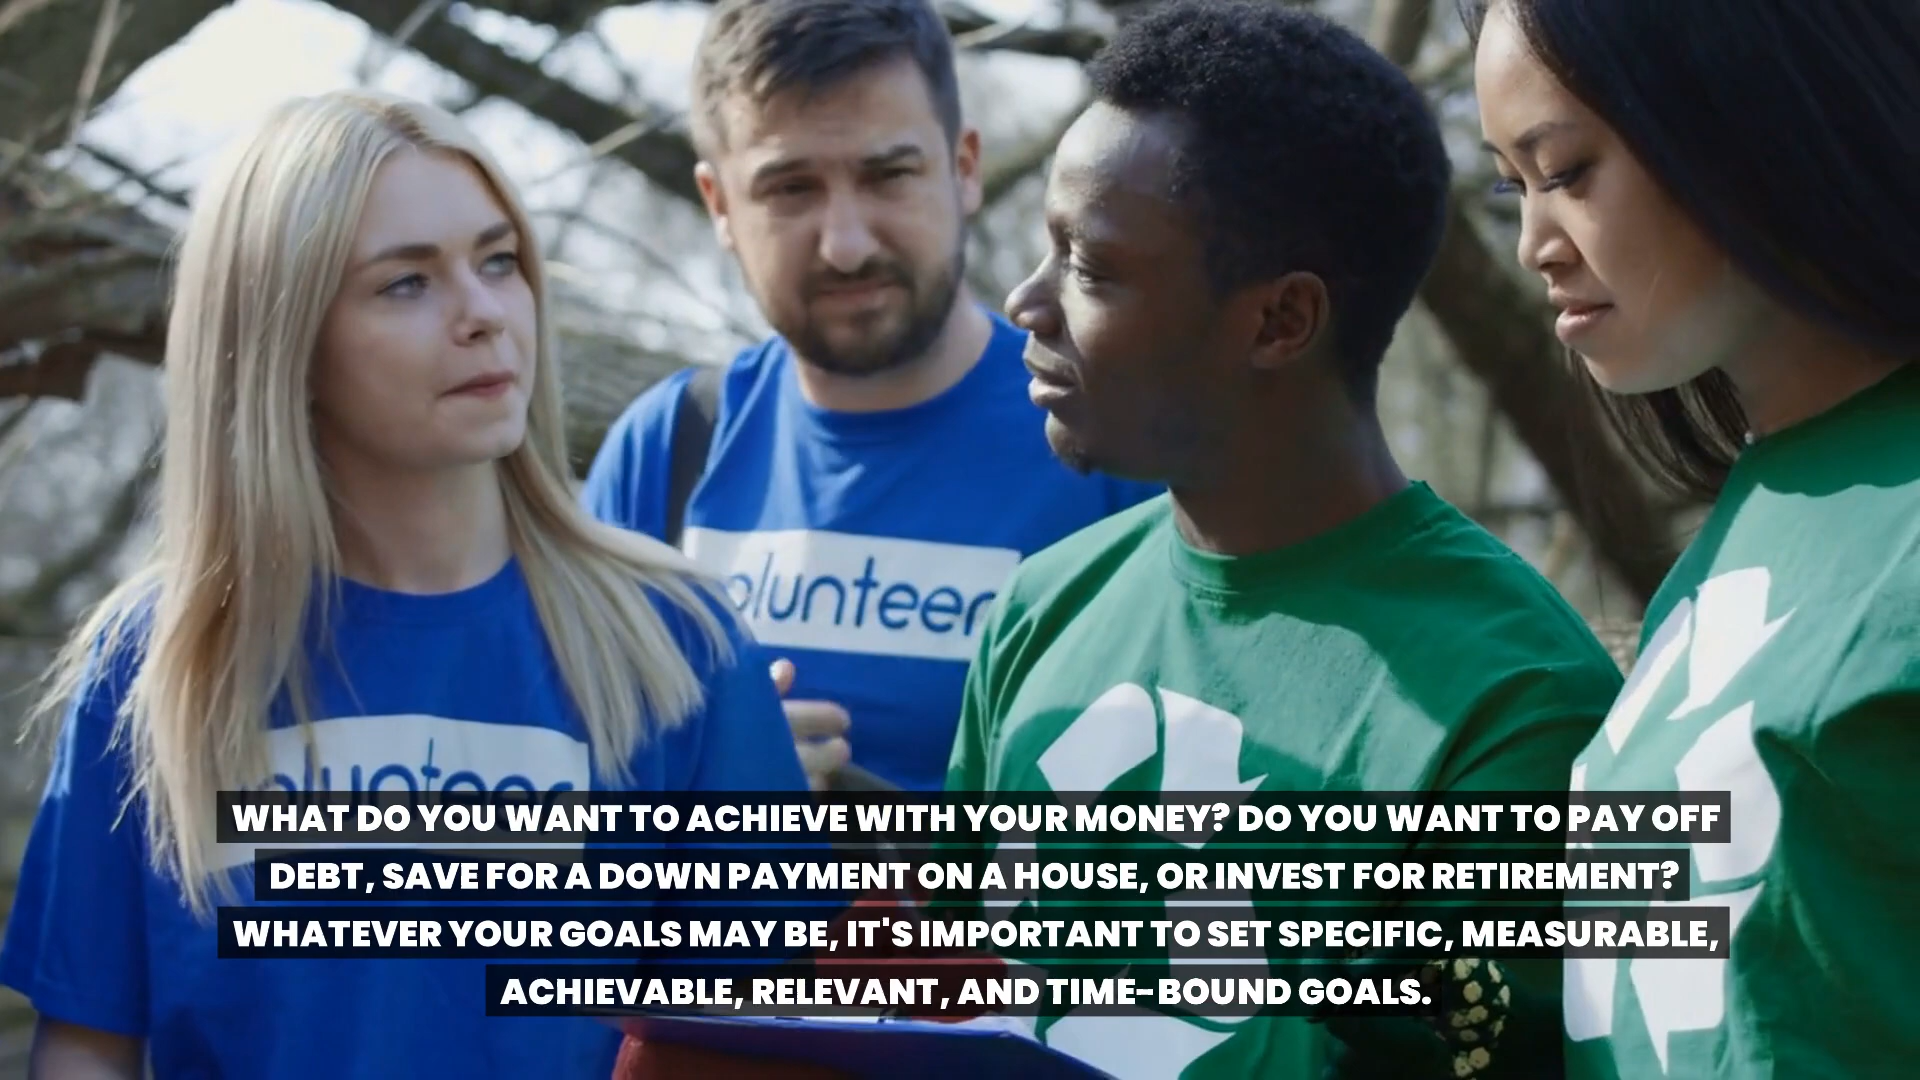 volunteer
volunteer
WHAT DO YOU WANT TO ACHIEVE WITH YOUR MONEY? DO YOU WANT TO PAY OFF
DEBT, SAVE FOR A DOWN PAYMENT ON A HOUSE, OR INVEST FOR RETIREMENT?
WHATEVER YOUR GOALS MAY BE, IT'S IMPORTANT TO SET SPECIFIC, MEASURABLE,
ACHIEVABLE, RELEVANT, AND TIME-BOUND GOALS.